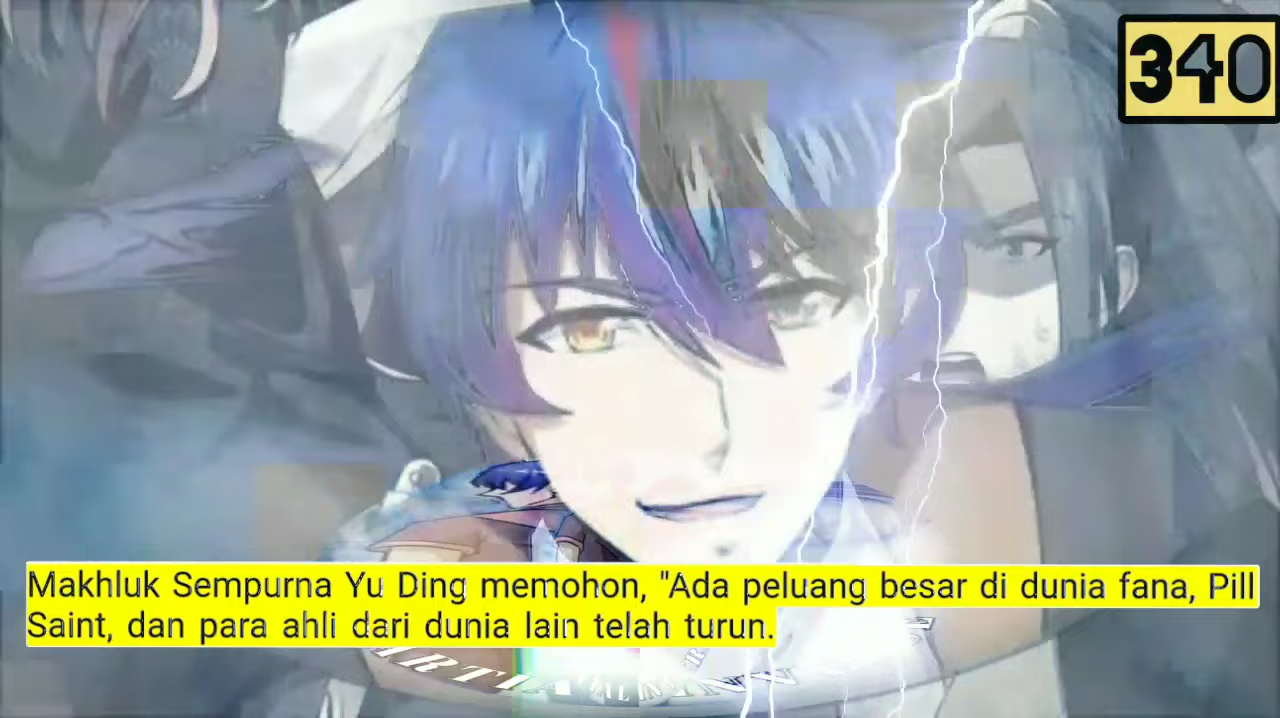 340
Makhluk Sempurna Yu Ding memohon, "Ada peluang besar di dunia fana, Pill
Saint, dan para ahli dari dunia lain telah turun.